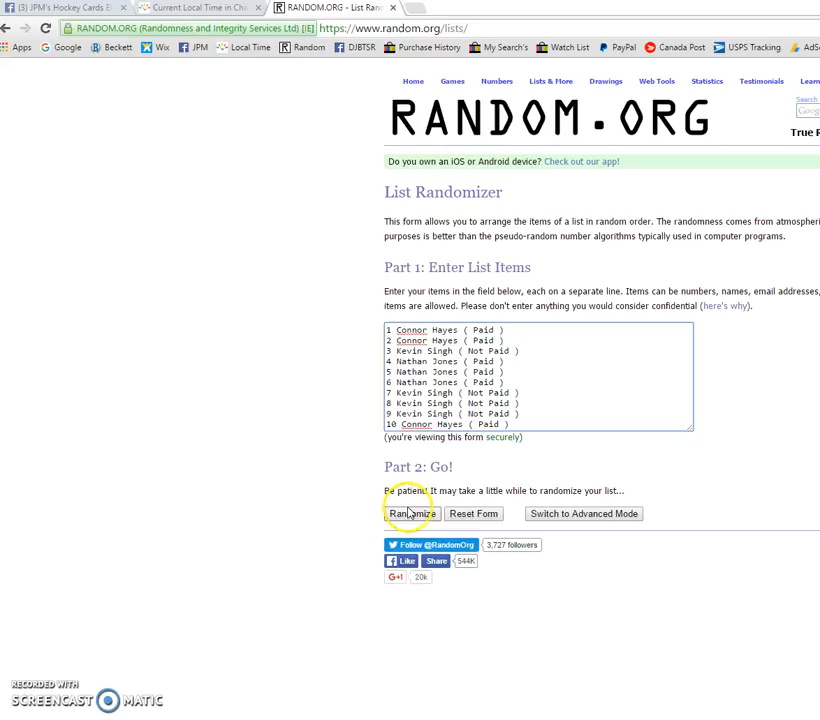 (3) JPM's Hockey Cards B
Current Local Time in Cha
RANDOM.ORG - List Ran
RANDOM.ORG (Randomness and Integrity Services Ltd) [IE] https://www.random.org/lists/
Apps Google Beckett Wix JPM Local Time Random DJBTSR Purchase History My Search's Watch List PayPal Canada Post USPS Tracking AdS
Home Games Numbers Lists & More Drawings Web Tools Statistics Testimonials Learn
Search
Goog
RANDOM.ORG
True R
Do you own an iOS or Android device? Check out our app!
List Randomizer
This form allows you to arrange the items of a list in random order. The randomness comes from atmospheri
purposes is better than the pseudo-random number algorithms typically used in computer programs.
Part 1: Enter List Items
Enter your items in the field below, each on a separate line. Items can be numbers, names, email addresses,
items are allowed. Please don't enter anything you would consider confidential (here's why).
1 Connor Hayes ( Paid )
2 Connor Hayes ( Paid )
3 Kevin Singh ( Not Paid )
4 Nathan Jones ( Paid )
5 Nathan Jones ( Paid )
6 Nathan Jones ( Paid )
7 Kevin Singh ( Not Paid )
8 Kevin Singh ( Not Paid )
9 Kevin Singh ( Not Paid )
10 Connor Hayes ( Paid )
(you're viewing this form securely)
Part 2: Go!
Be patient! It may take a little while to randomize your list...
Randomize Reset Form Switch to Advanced Mode
Follow @RandomOrg 3,727 followers
Like Share 544K
G+1 20k
RECORDED WITH
SCREENCAST MATIC